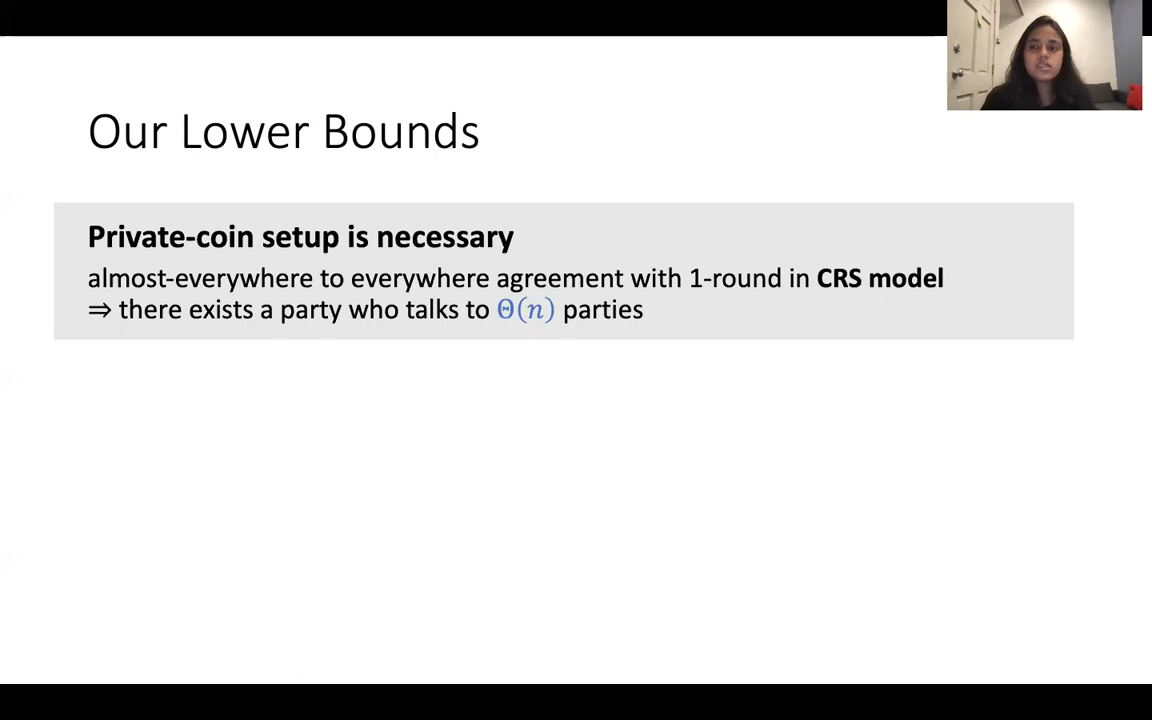 Our Lower Bounds
Private-coin setup is necessary
almost-everywhere to everywhere agreement with 1-round in CRS model
⇒ there exists a party who talks to Θ(n) parties